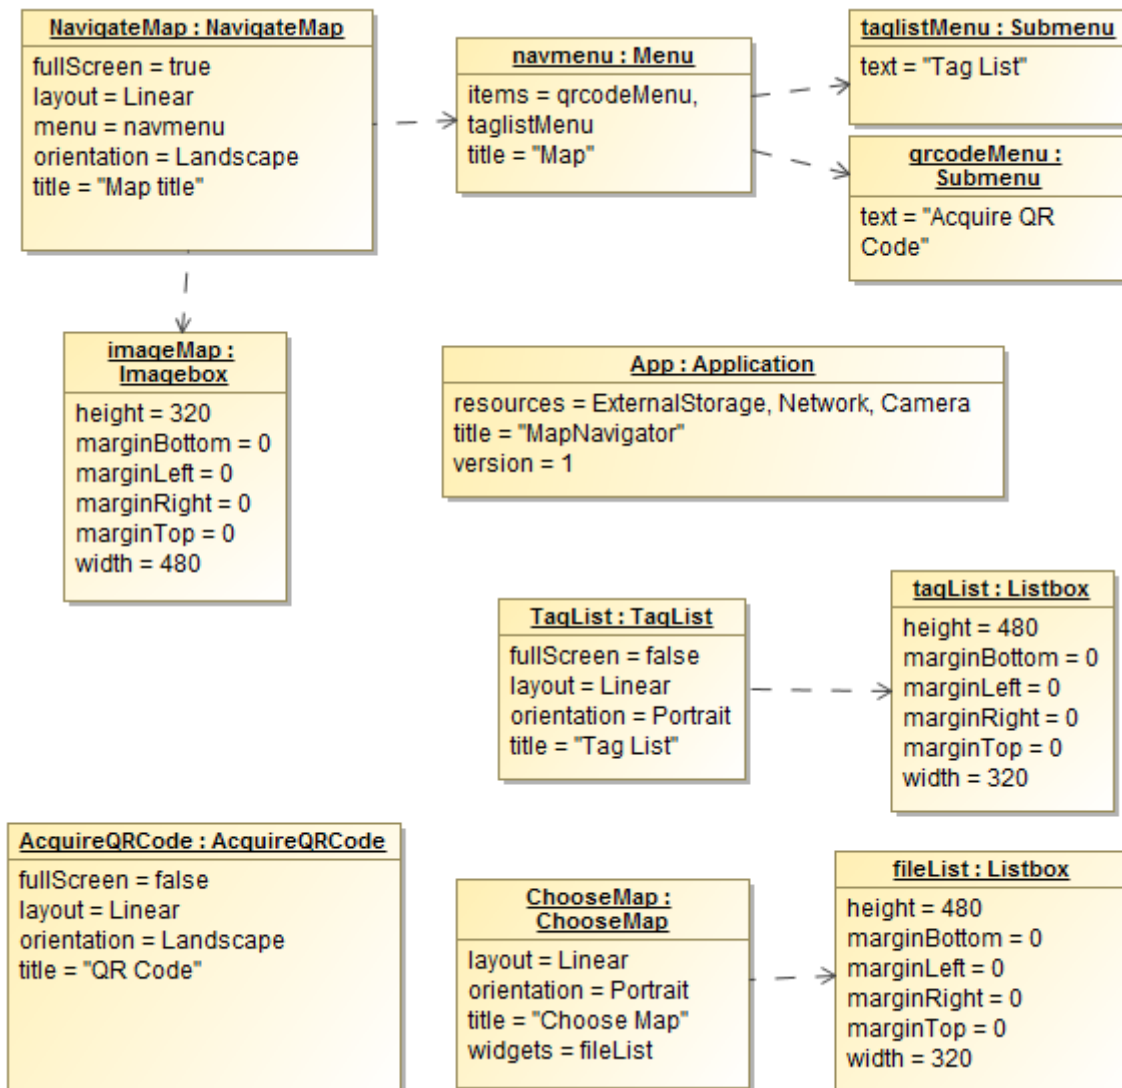 NavigateMap : NavigateMap
fullScreen = true
layout = Linear
menu = navmenu
orientation = Landscape
title = "Map title"
navmenu : Menu
items = qrcodeMenu,
taglistMenu
title = "Map"
taglistMenu : Submenu
text = "Tag List"
qrcodeMenu :
Submenu
text = "Acquire QR
Code"
imageMap :
Imagebox
height = 320
marginBottom = 0
marginLeft = 0
marginRight = 0
marginTop = 0
width = 480
App : Application
resources = ExternalStorage, Network, Camera
title = "MapNavigator"
version = 1
TagList : TagList
fullScreen = false
layout = Linear
orientation = Portrait
title = "Tag List"
tagList : Listbox
height = 480
marginBottom = 0
marginLeft = 0
marginRight = 0
marginTop = 0
width = 320
AcquireQRCode : AcquireQRCode
fullScreen = false
layout = Linear
orientation = Landscape
title = "QR Code"
ChooseMap :
ChooseMap
layout = Linear
orientation = Portrait
title = "Choose Map"
widgets = fileList
fileList : Listbox
height = 480
marginBottom = 0
marginLeft = 0
marginRight = 0
marginTop = 0
width = 320